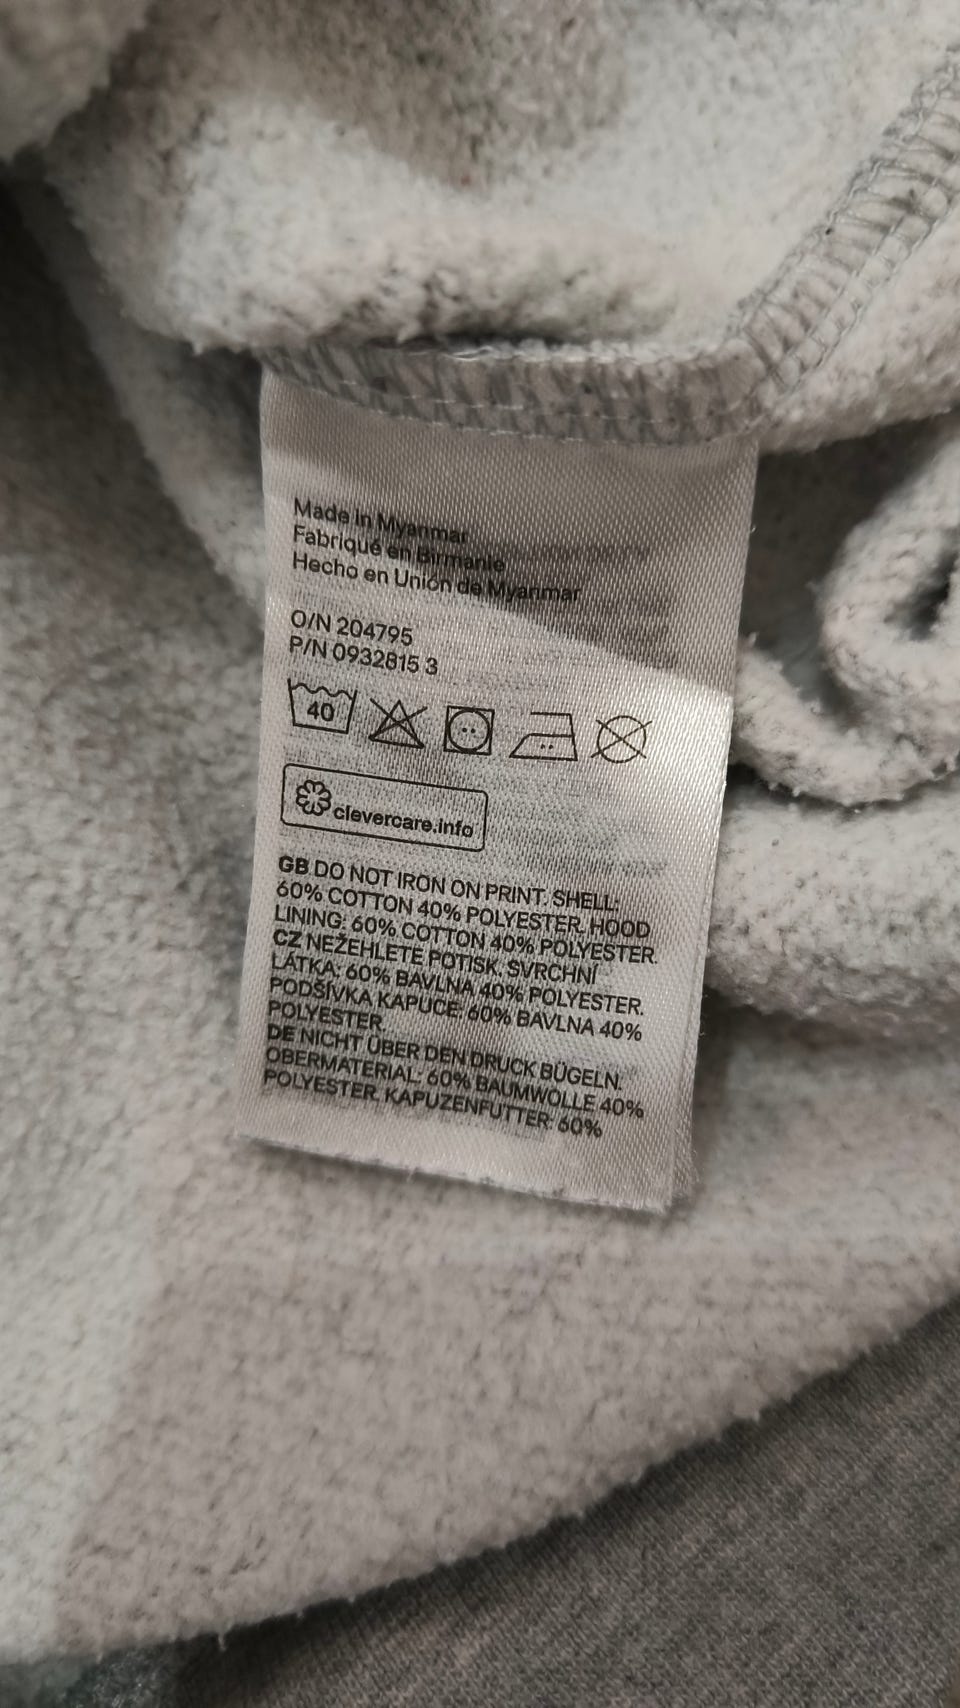 Made in Myanmar
Fabriqué en Birmanie
Hecho en Unión de Myanmar
O/N 204795
P/N 0932815 3
40
clevercare.info
GB DO NOT IRON ON PRINT. SHELL:
60% COTTON 40% POLYESTER. HOOD
LINING: 60% COTTON 40% POLYESTER.
CZ NEŽEHLETE POTISK. SVRCHNÍ
LÁTKA: 60% BAVLNA 40% POLYESTER.
PODŠÍVKA KAPUCE: 60% BAVLNA 40%
POLYESTER.
DE NICHT ÜBER DEN DRUCK BÜGELN.
OBERMATERIAL: 60% BAUMWOLLE 40%
POLYESTER. KAPUZENFUTTER: 60%